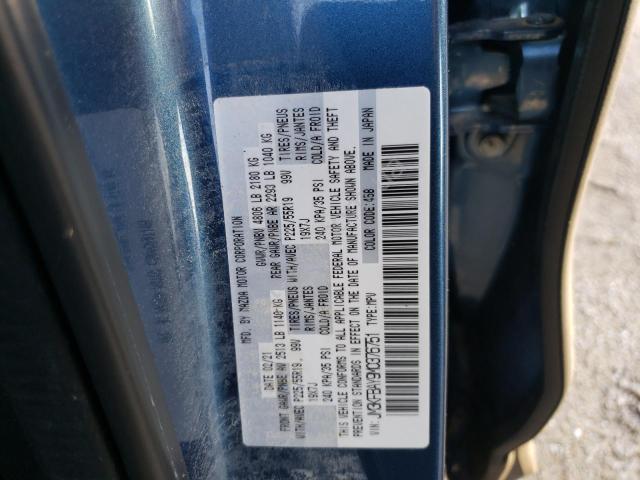 MFD. BY MAZDA MOTOR CORPORATION
DATE 02/21 GVWR/PNBV 4806 LB 2180 KG
FRONT GAWR/PNBE AV 2513 LB 1140 KG REAR GAWR/PNBE AR 2293 LB 1040 KG
WITH/AVEC P225/55R19 99V TIRES/PNEUS WITH/AVEC P225/55R19 99V TIRES/PNEUS
19X7J RIMS/JANTES 19X7J RIMS/JANTES
240 KPA/35 PSI COLD/A FROID 240 KPA/35 PSI COLD/A FROID
THIS VEHICLE CONFORMS TO ALL APPLICABLE FEDERAL MOTOR VEHICLE SAFETY AND THEFT
PREVENTION STANDARDS IN EFFECT ON THE DATE OF MANUFACTURE SHOWN ABOVE.
VIN: TYPE:MPV COLOR CODE:45B MADE IN JAPAN